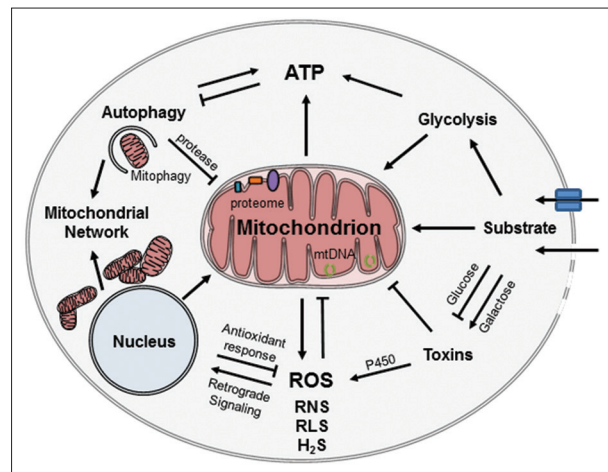 ATP
Autophagy
Glycolysis
protease
Mitophagy
proteome
Mitochondrial
Network
Mitochondrion
mtDNA
Substrate
Glucose
Galactose
Nucleus
Antioxidant
response
Retrograde
Signaling
P450
Toxins
ROS
RNS
RLS
H₂S